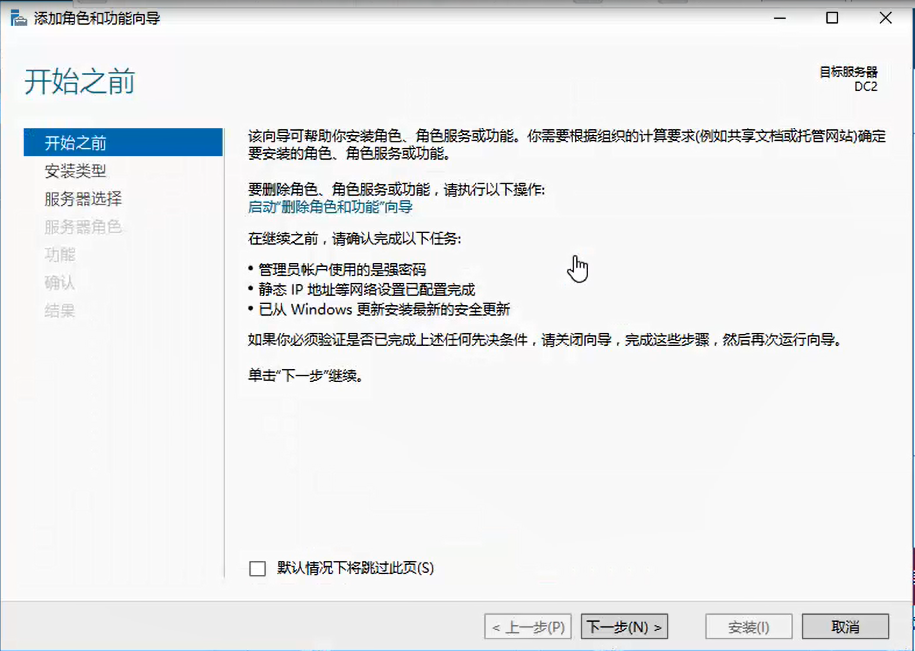 添加角色和功能向导
开始之前
目标服务器
DC2
开始之前
安装类型
服务器选择
服务器角色
功能
确认
结果
该向导可帮助你安装角色、角色服务或功能。你需要根据组织的计算要求(例如共享文档或托管网站)确定
要安装的角色、角色服务或功能。
要删除角色、角色服务或功能，请执行以下操作:
启动“删除角色和功能”向导
在继续之前，请确认完成以下任务:
• 管理员帐户使用的是强密码
• 静态 IP 地址等网络设置已配置完成
• 已从 Windows 更新安装最新的安全更新
如果你必须验证是否已完成上述任何先决条件，请关闭向导，完成这些步骤，然后再次运行向导。
单击“下一步”继续。
默认情况下将跳过此页(S)
< 上一步(P) 下一步(N) > 安装(I) 取消